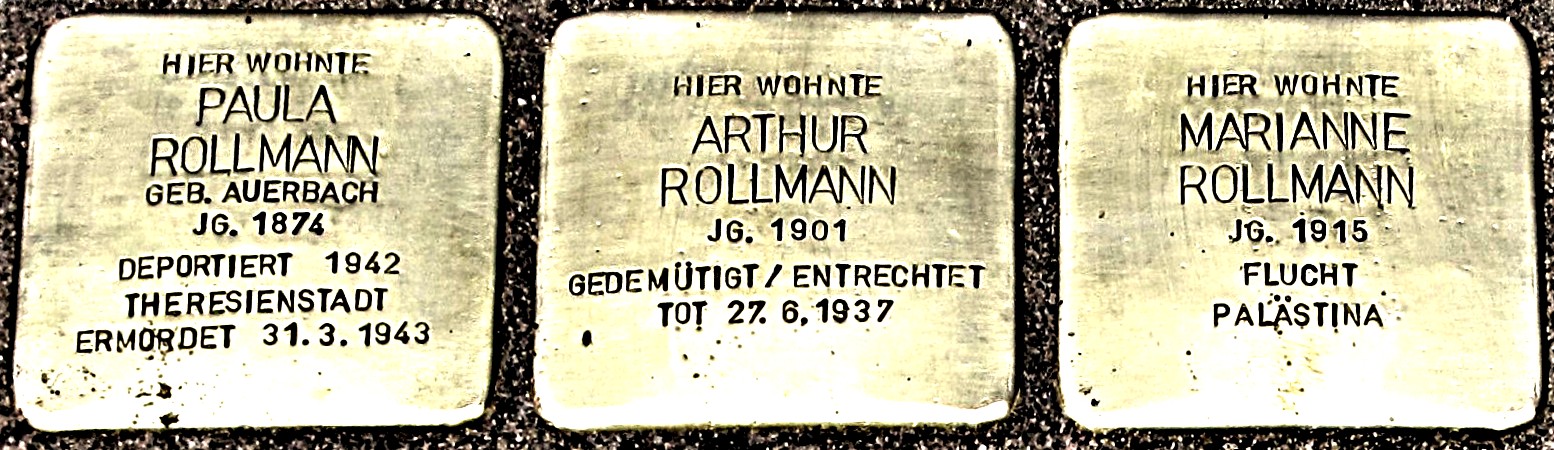 HIER WOHNTE
PAULA
ROLLMANN
GEB. AUERBACH
JG. 1874
DEPORTIERT 1942
THERESIENSTADT
ERMORDET 31.3.1943
HIER WOHNTE
ARTHUR
ROLLMANN
JG. 1901
GEDEMÜTIGT/ENTRECHTET
TOT 27.6.1937
HIER WOHNTE
MARIANNE
ROLLMANN
JG. 1915
FLUCHT
PALÄSTINA